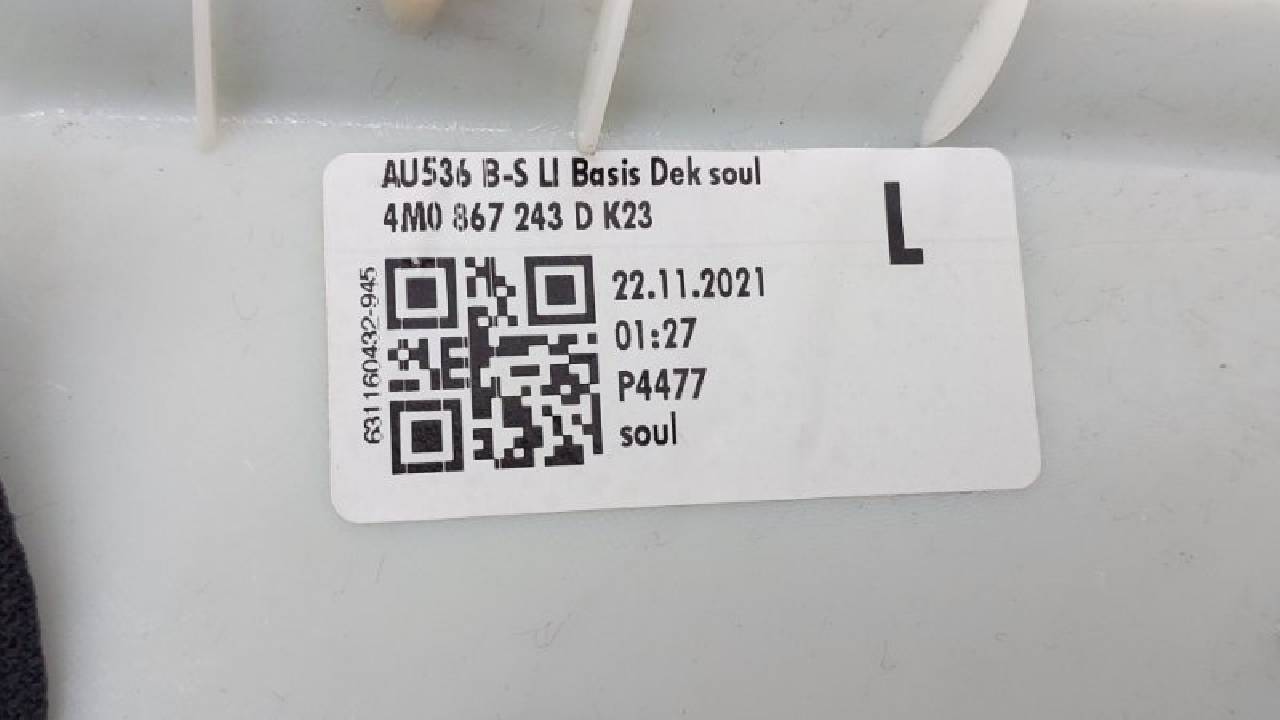 AU536 B-S LI Basis Dek soul
4M0 867 243 D K23
L
631160432-945
22.11.2021
01:27
P4477
soul